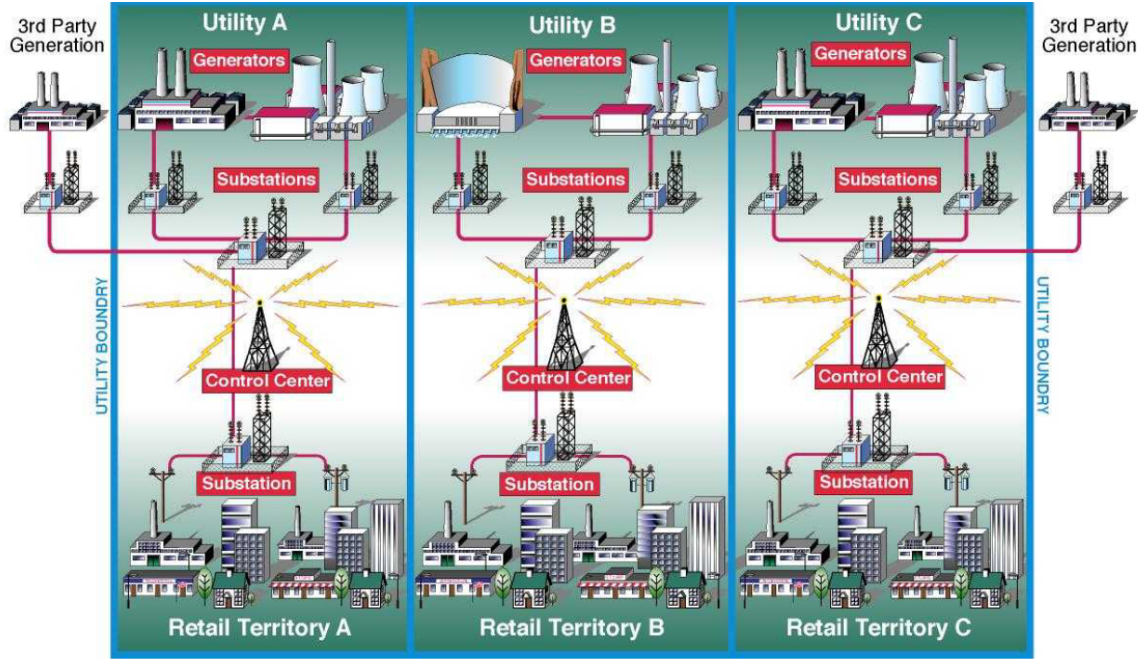 3rd Party
Generation
Utility A
Utility B
Utility C
3rd Party
Generation
Generators
Generators
Generators
Substations
Substations
Substations
UTILITY BOUNDRY
UTILITY BOUNDRY
Control Center
Control Center
Control Center
Substation
Substation
Substation
Retail Territory A
Retail Territory B
Retail Territory C